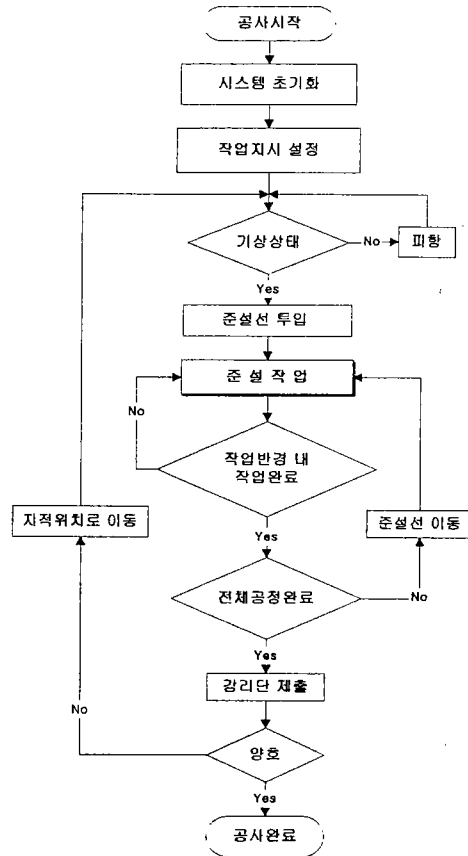 공사시작
시스템 초기화
작업지시 설정
기상상태
No
피항
Yes
준설선 투입
준 설 작 업
No
작업반경 내
작업완료
지적위치로 이동
준설선 이동
Yes
전체공정완료
No
Yes
감리단 제출
No
양호
Yes
공사완료